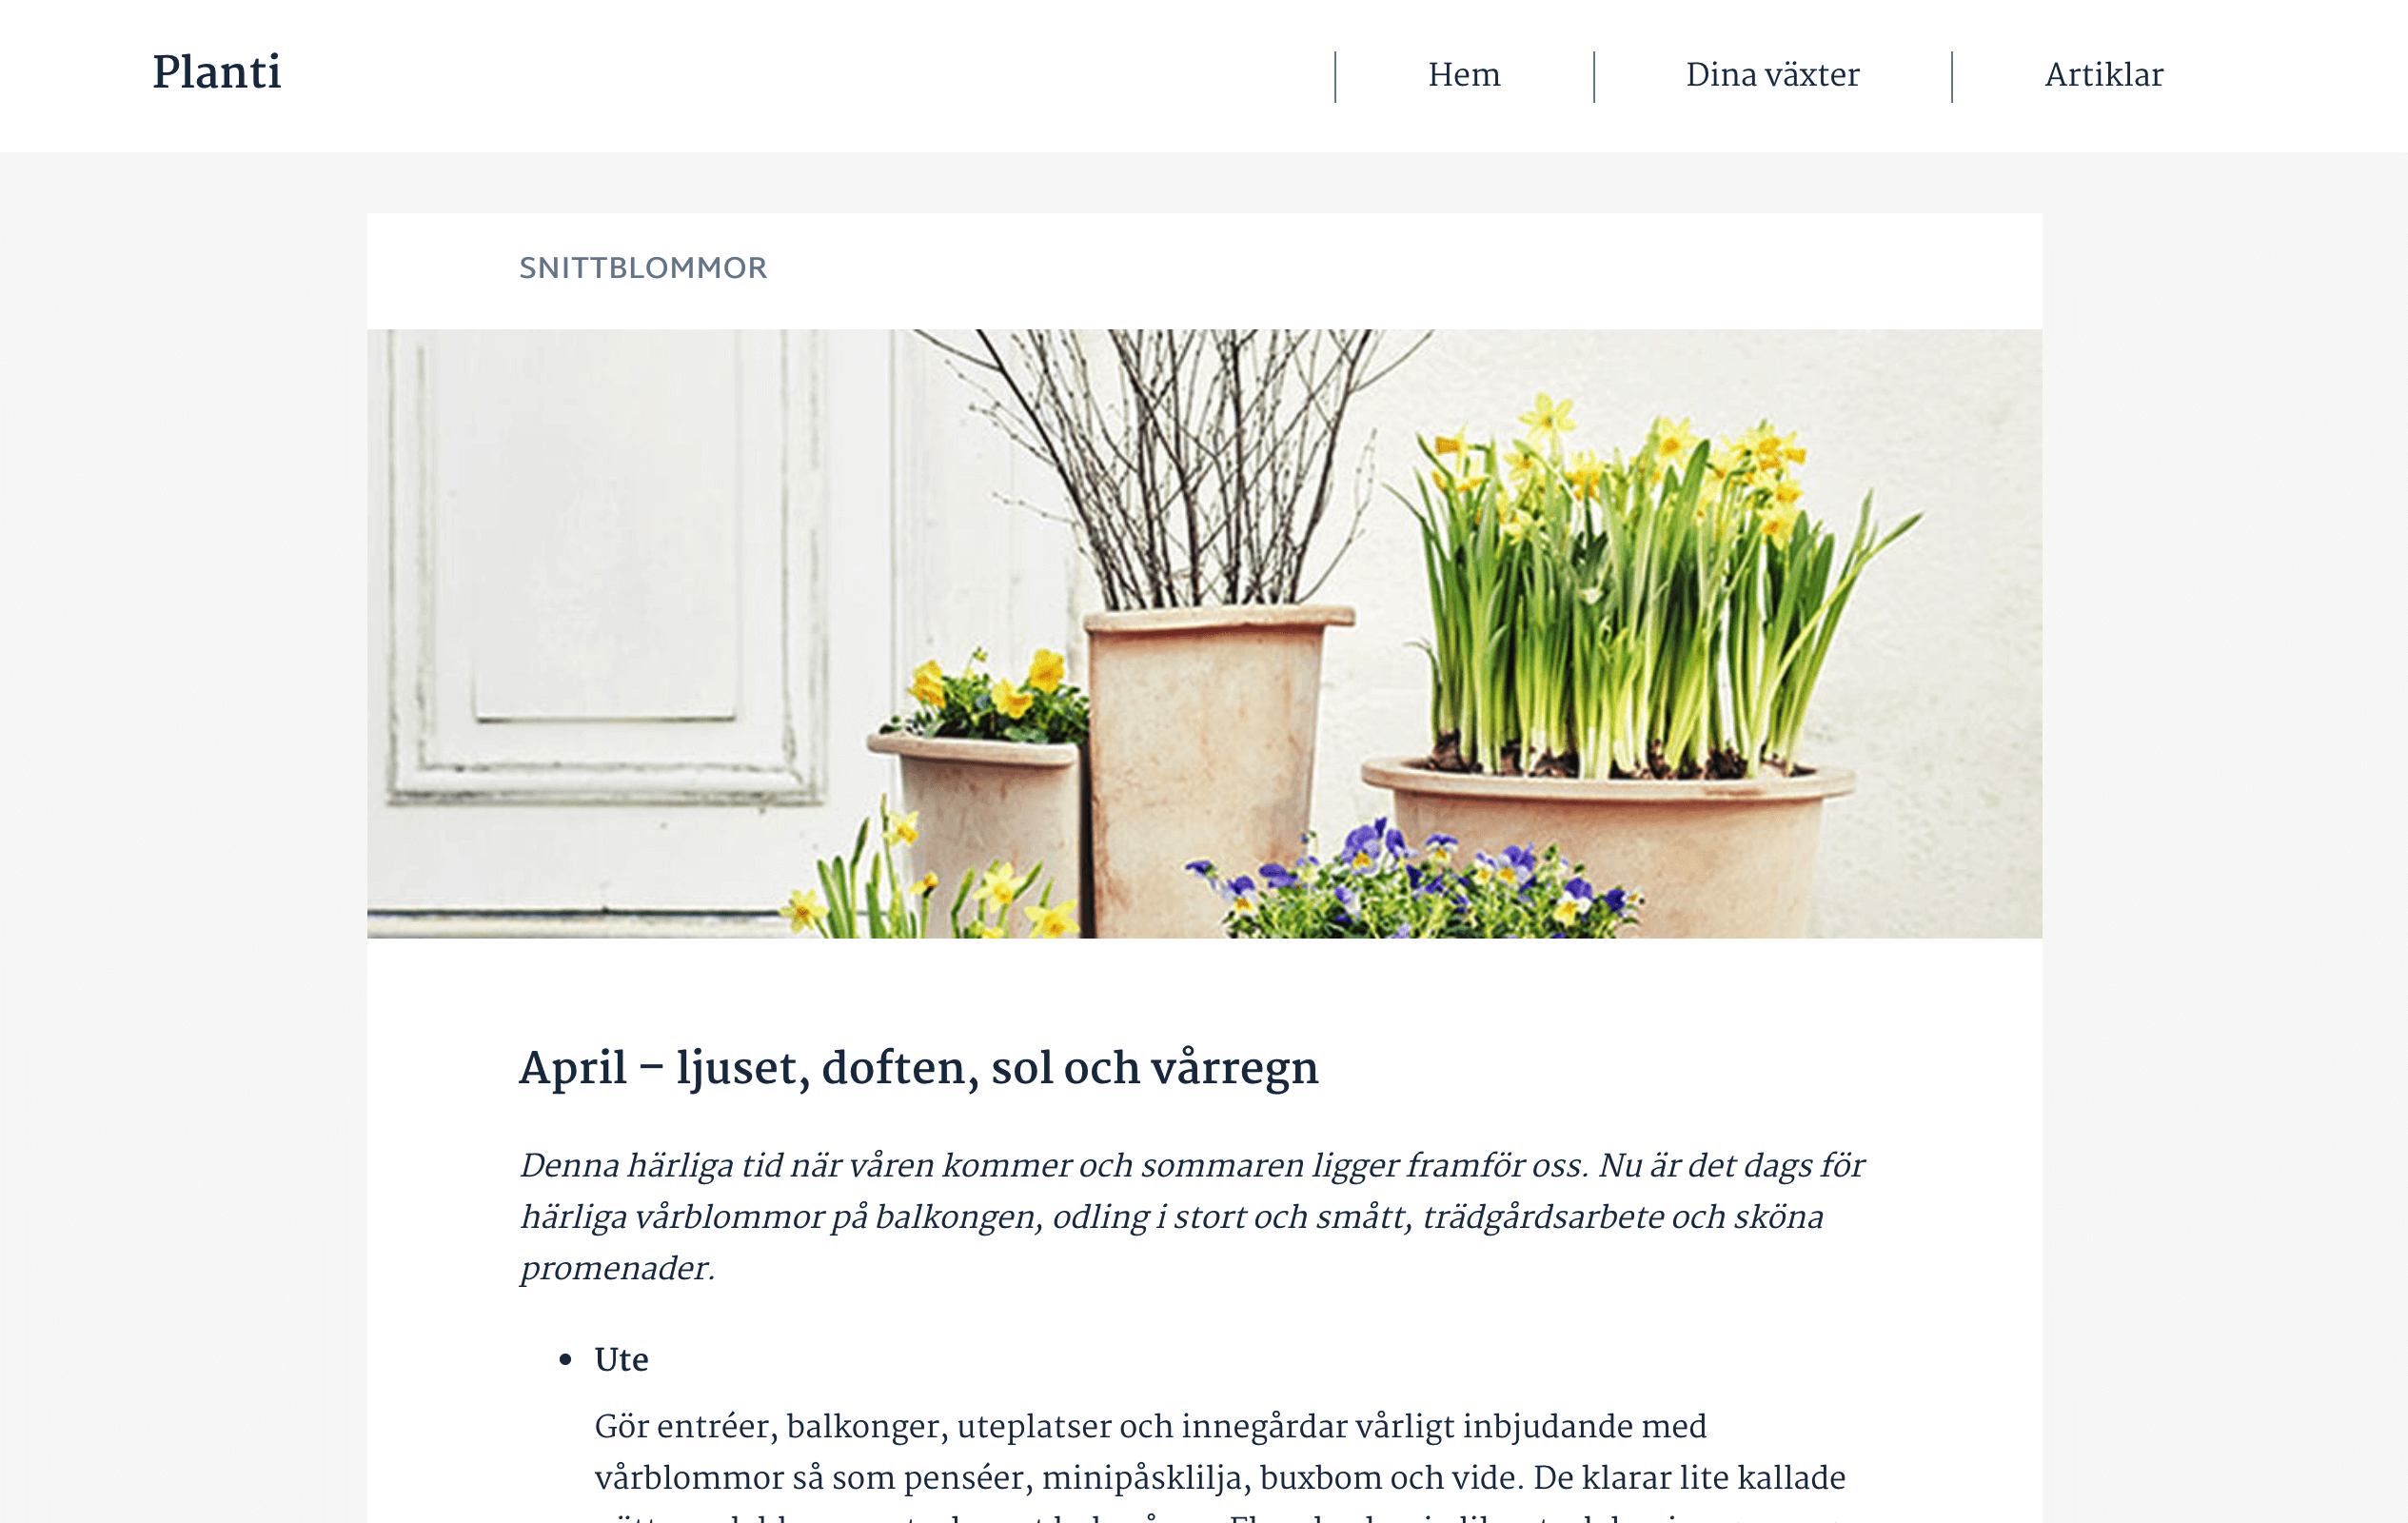 Planti
Hem
Dina växter
Artiklar
SNITTBLOMMOR
April – ljuset, doften, sol och vårregn
Denna härliga tid när våren kommer och sommaren ligger framför oss. Nu är det dags för
härliga vårblommor på balkongen, odling i stort och smått, trädgårdsarbete och sköna
promenader.
• Ute
Gör entréer, balkonger, uteplatser och innegårdar vårligt inbjudande med
vårblommor så som penséer, minipåsklilja, buxbom och vide. De klarar lite kallade